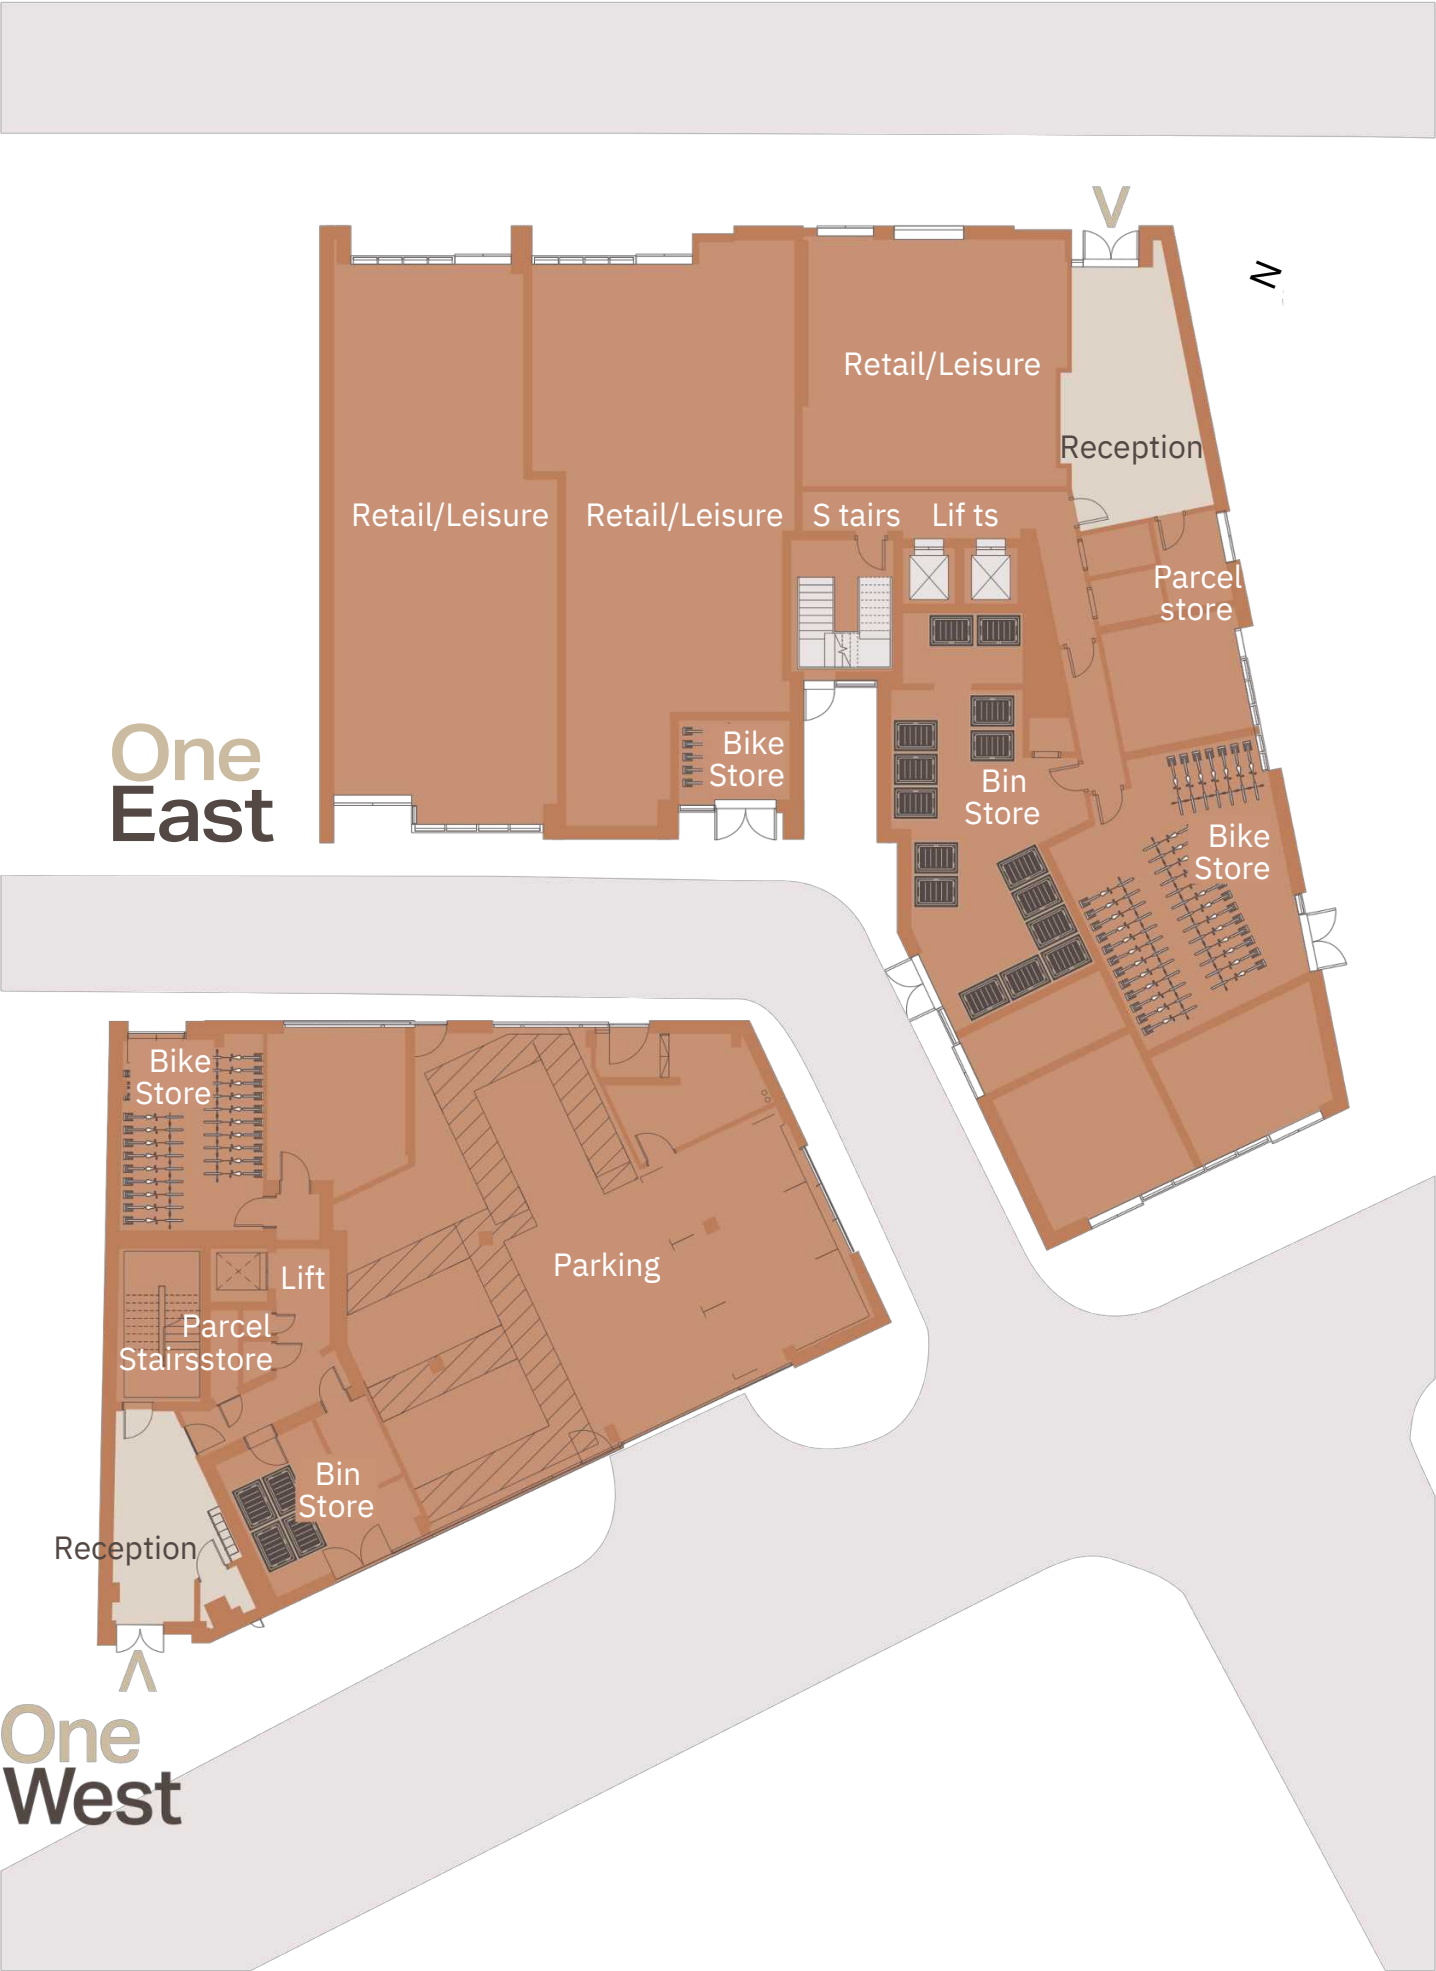 N
Retail/Leisure
Reception
Retail/Leisure
Retail/Leisure
S tairs
Lif ts
Parcel
store
One
East
Bike
Store
Bin
Store
Bike
Store
Bike
Store
Parking
Lift
Parcel
Stairsstore
Bin
Store
Reception
One
West